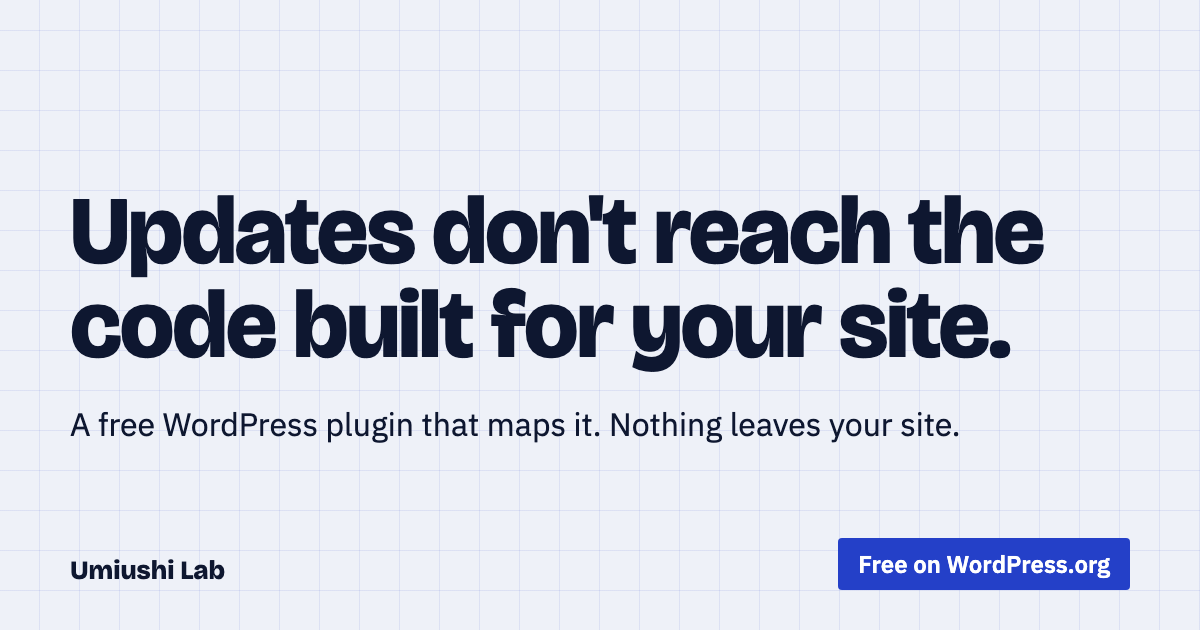 Updates don't reach the
code built for your site.
A free WordPress plugin that maps it. Nothing leaves your site.
Umiushi Lab
Free on WordPress.org